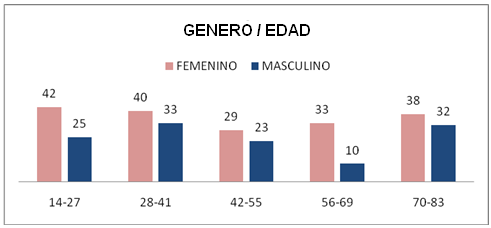 GENERO / EDAD
FEMENINO MASCULINO
42 25 40 33 29 23 33 10 38 32
14-27 28-41 42-55 56-69 70-83